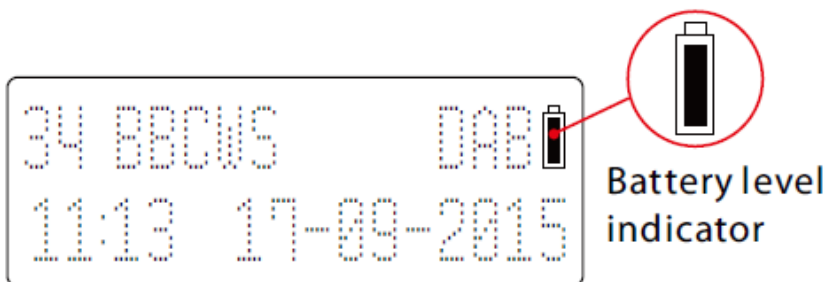 34 BBCWS DAB
11:13 17-09-2015
Battery level
indicator